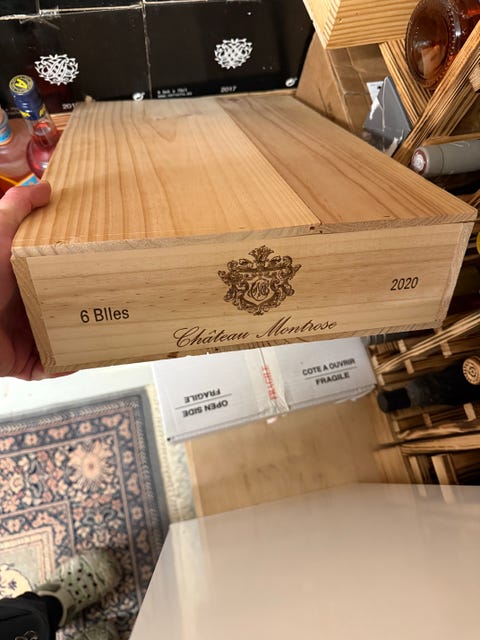 2017
6 Blles
2020
Château Montrose
OPEN SIDE
FRAGILE
COTE A OUVRIR
FRAGILE